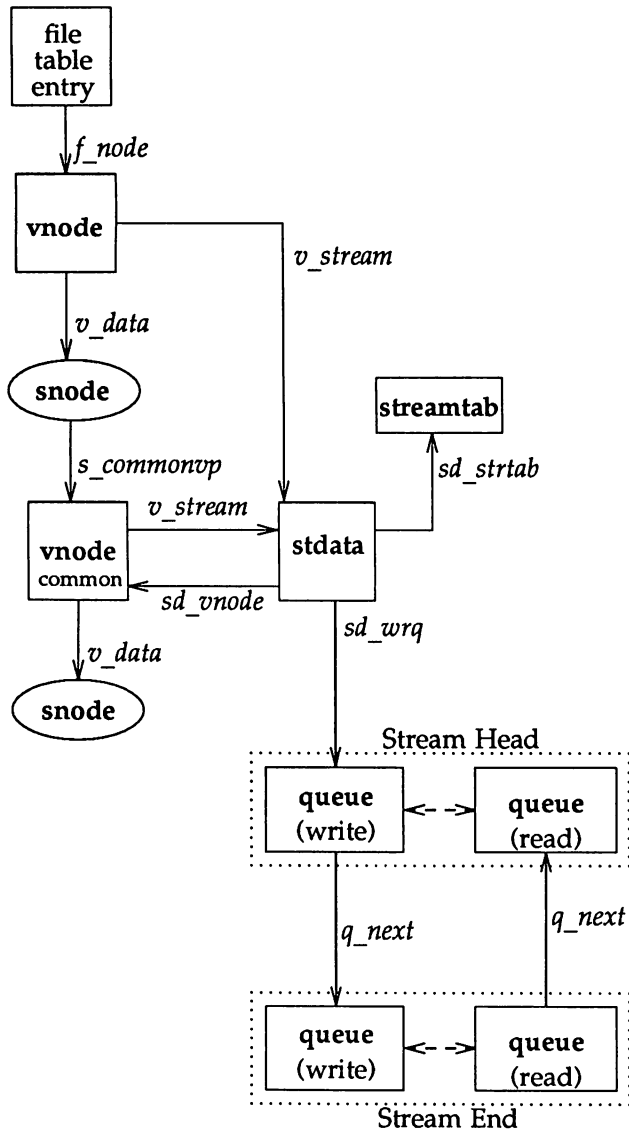 file
table
entry
f_node
vnode
v_stream
v_data
snode
streamtab
s_commonvp
sd_strtab
v_stream
vnode
common
stdata
sd_vnode
sd_wrq
v_data
snode
Stream Head
queue
(write)
queue
(read)
q_next
q_next
queue
(write)
queue
(read)
Stream End